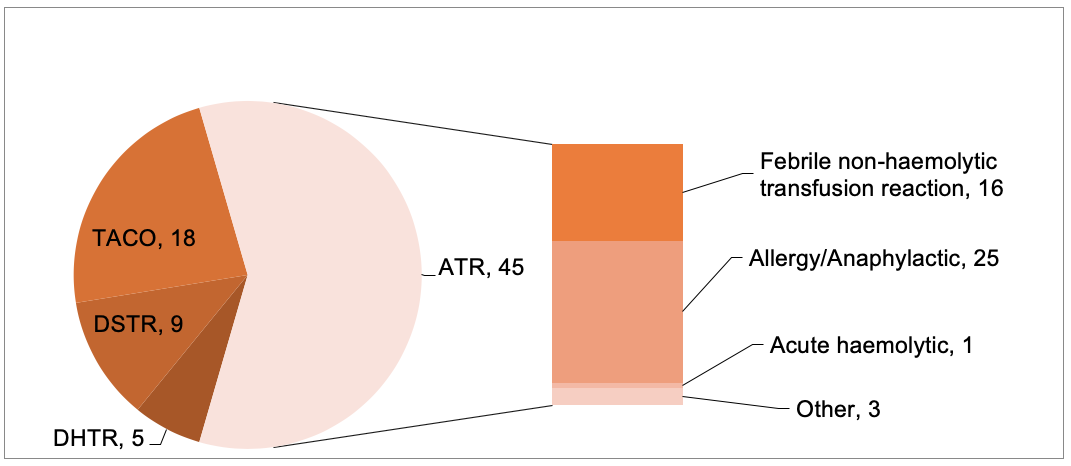 TACO, 18
DSTR, 9
DHTR, 5
ATR, 45
Febrile non-haemolytic
transfusion reaction, 16
Allergy/Anaphylactic, 25
Acute haemolytic, 1
Other, 3